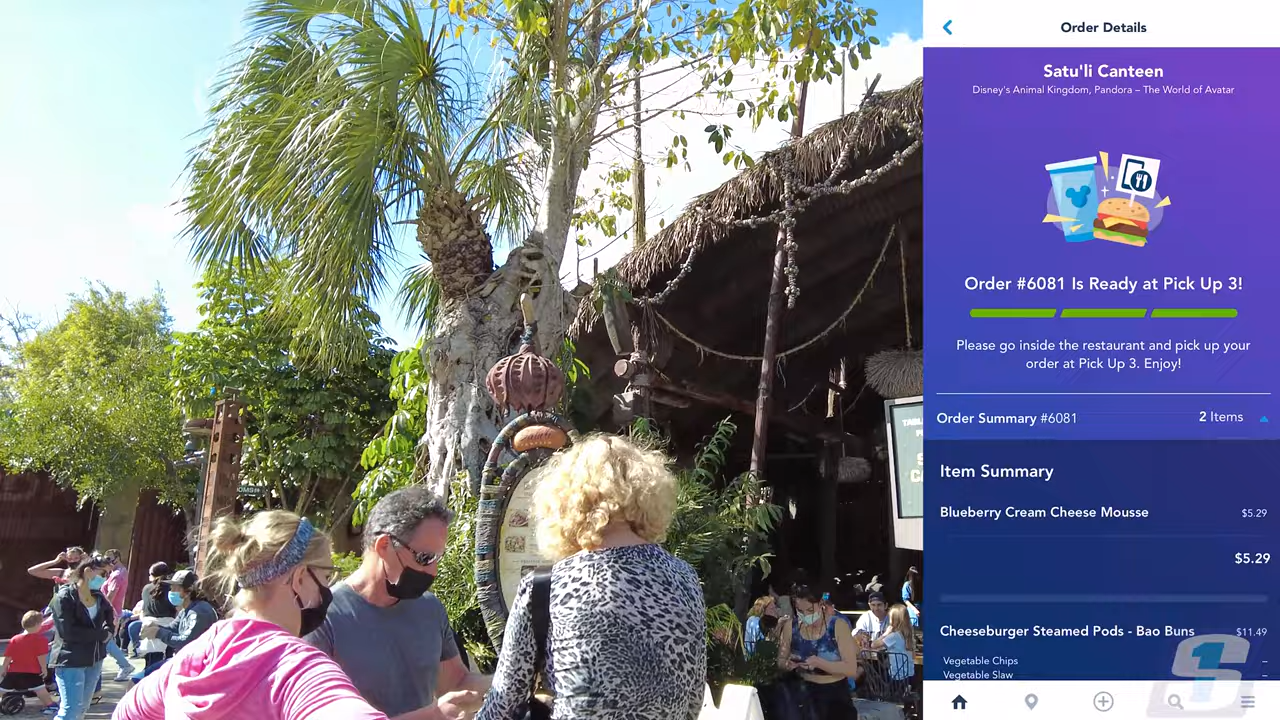 Order Details
Satu'li Canteen
Disney's Animal Kingdom, Pandora – The World of Avatar
Order #6081 Is Ready at Pick Up 3!
Please go inside the restaurant and pick up your
order at Pick Up 3. Enjoy!
Order Summary #6081
2 Items
Item Summary
Blueberry Cream Cheese Mousse
$5.29
$5.29
Cheeseburger Steamed Pods - Bao Buns
$11.49
Vegetable Chips
–
Vegetable Slaw
–